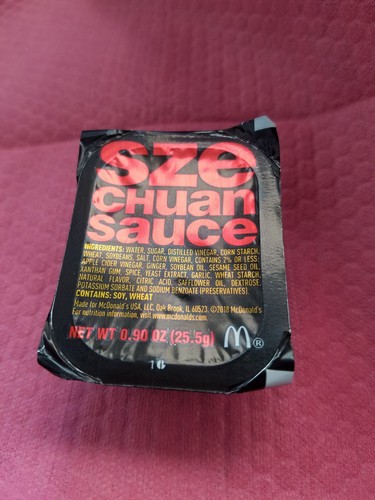 sze
chuan
sauce
INGREDIENTS: WATER, SUGAR, DISTILLED VINEGAR, CORN STARCH,
WHEAT, SOYBEANS, SALT, CORN VINEGAR, CONTAINS 2% OR LESS:
APPLE CIDER VINEGAR, GINGER, SOYBEAN OIL, SESAME SEED OIL,
XANTHAN GUM, SPICE, YEAST EXTRACT, GARLIC, WHEAT STARCH,
NATURAL FLAVOR, CITRIC ACID, SAFFLOWER OIL, DEXTROSE,
POTASSIUM SORBATE AND SODIUM BENZOATE (PRESERVATIVES).
CONTAINS: SOY, WHEAT
Made for McDonald's USA, LLC, Oak Brook, IL 60523. ©2018 McDonald's
For nutrition information, visit www.mcdonalds.com.
NET WT 0.90 OZ (25.5g) M®